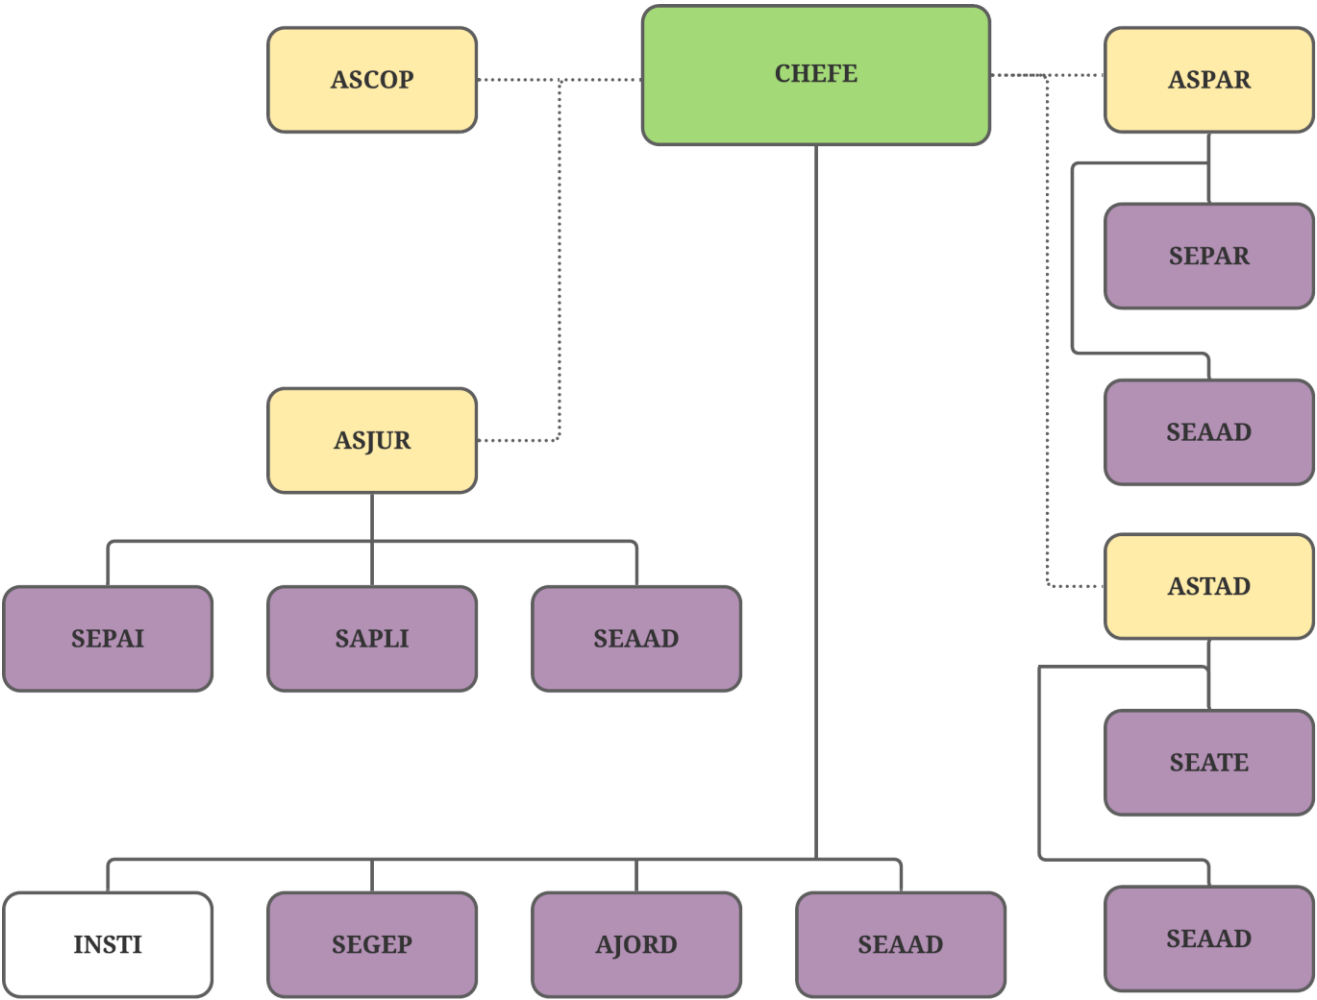 ASCOP
CHEFE
ASPAR
SEPAR
SEAAD
ASJUR
ASTAD
SEPAI
SAPLI
SEAAD
SEATE
INSTI
SEGEP
AJORD
SEAAD
SEAAD